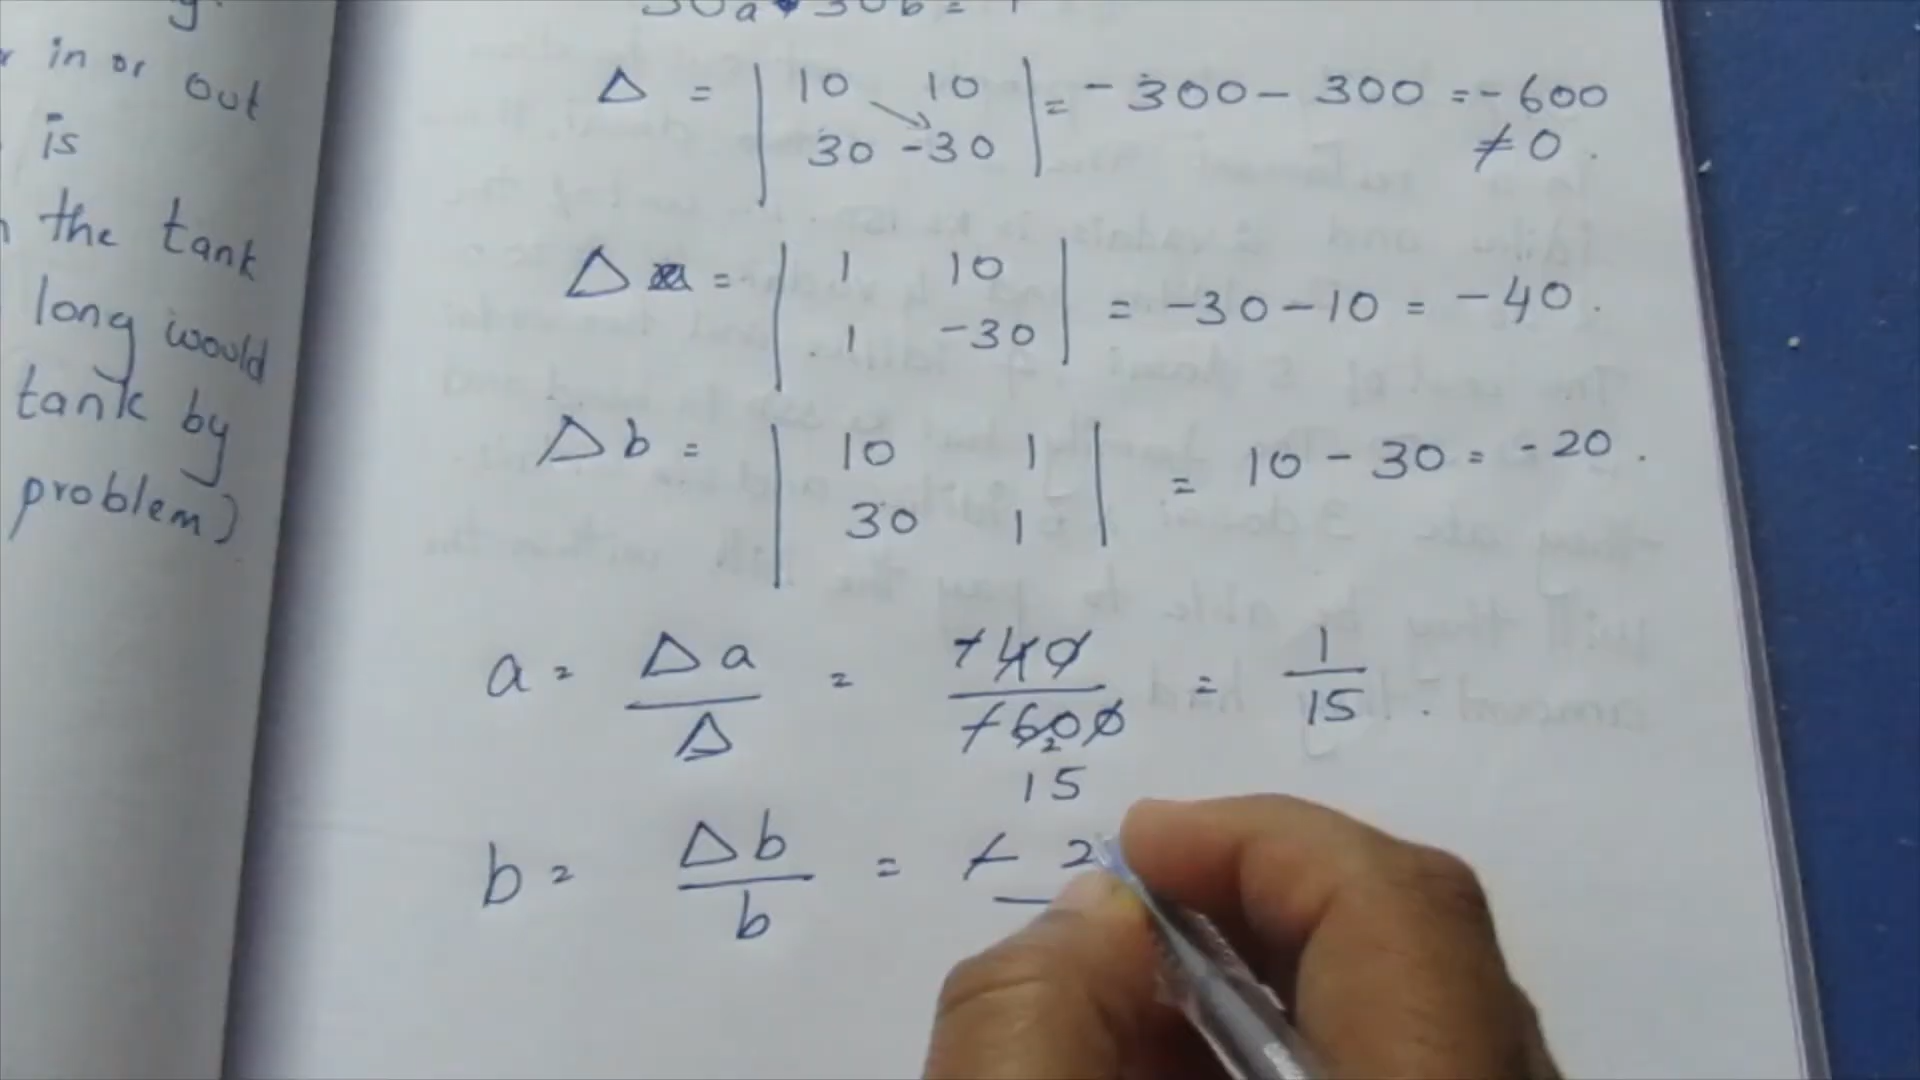 in or out
is
the tank
long would
tank by
problem)
Δ = | 10 10 | = -300 - 300 = -600
| 30 -30 | ≠ 0 .
Δa = | 1 10 | = -30 - 10 = -40 .
| 1 -30 |
Δb = | 10 1 | = 10 - 30 = -20 .
| 30 1 |
a = Δa / Δ = -40 / -600 = 1 / 15 .
15
b = Δb / b = - 2